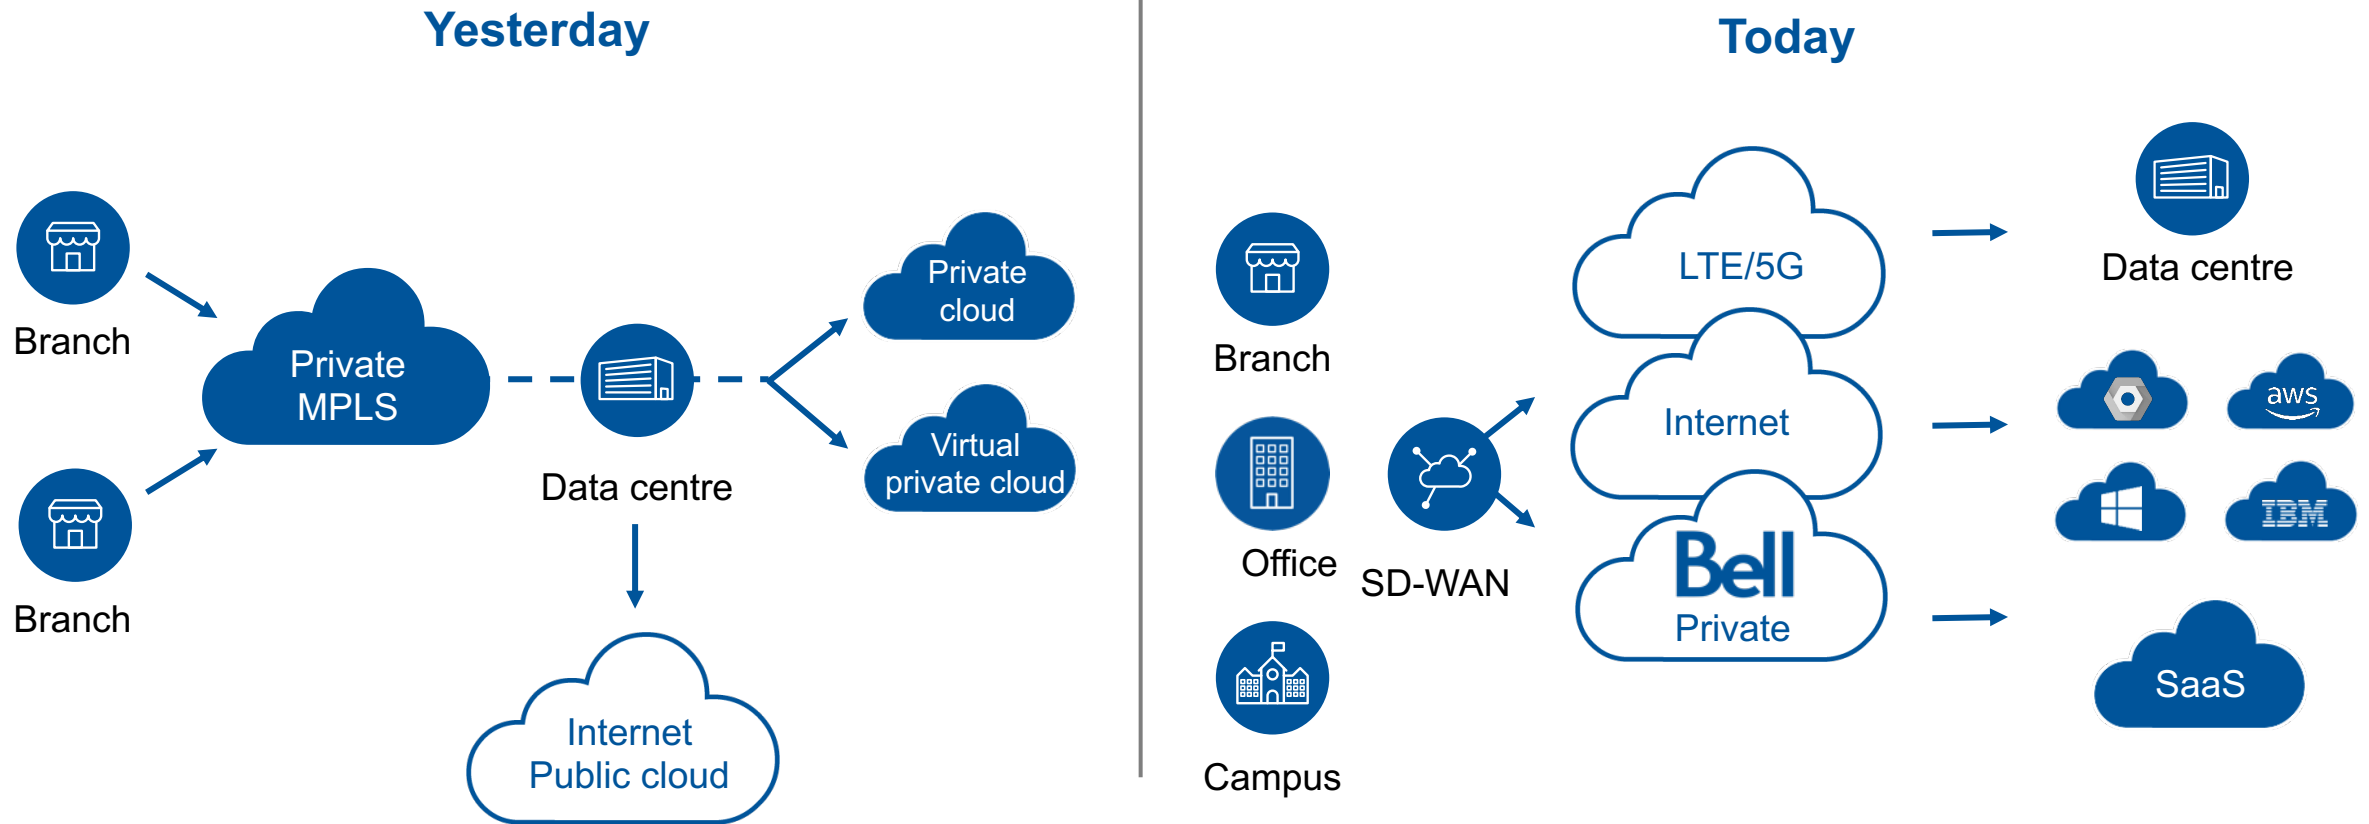 Yesterday
Branch
Branch
Private
MPLS
Data centre
Private
cloud
Virtual
private cloud
Internet
Public cloud
Today
Branch
Office
Campus
SD-WAN
LTE/5G
Internet
Bell
Private
Data centre
aws
IBM
SaaS